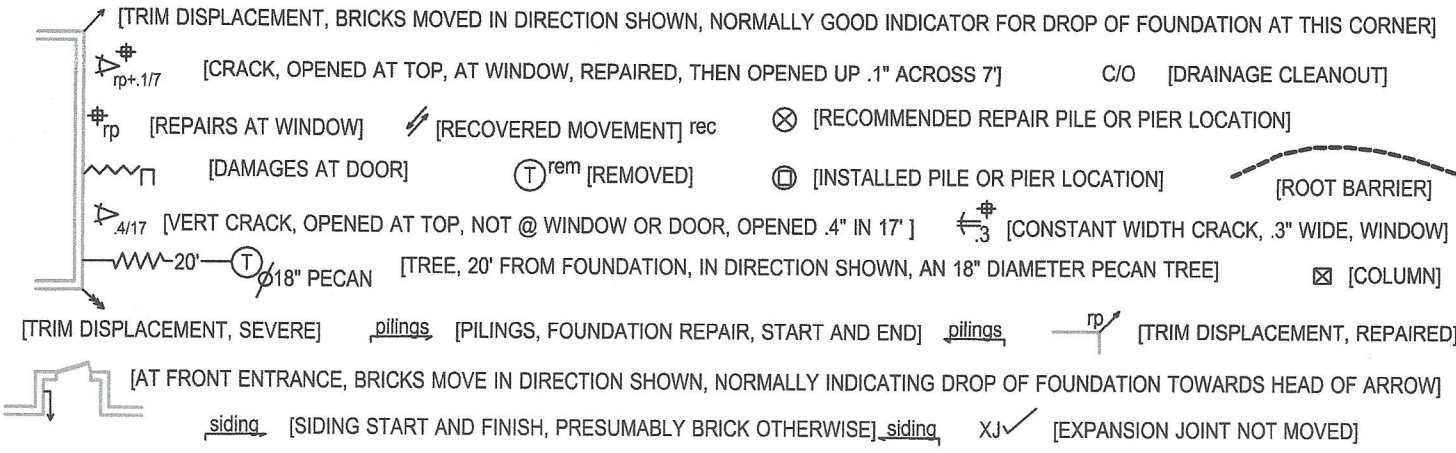 [TRIM DISPLACEMENT, BRICKS MOVED IN DIRECTION SHOWN, NORMALLY GOOD INDICATOR FOR DROP OF FOUNDATION AT THIS CORNER]
rp+.1/7 [CRACK, OPENED AT TOP, AT WINDOW, REPAIRED, THEN OPENED UP .1" ACROSS 7'] C/O [DRAINAGE CLEANOUT]
rp [REPAIRS AT WINDOW] [RECOVERED MOVEMENT] rec [RECOMMENDED REPAIR PILE OR PIER LOCATION]
[DAMAGES AT DOOR] T rem [REMOVED] [INSTALLED PILE OR PIER LOCATION] [ROOT BARRIER]
.4/17 [VERT CRACK, OPENED AT TOP, NOT @ WINDOW OR DOOR, OPENED .4" IN 17' ] .3 [CONSTANT WIDTH CRACK, .3" WIDE, WINDOW]
20' T ϕ18" PECAN [TREE, 20' FROM FOUNDATION, IN DIRECTION SHOWN, AN 18" DIAMETER PECAN TREE] [COLUMN]
[TRIM DISPLACEMENT, SEVERE] pilings [PILINGS, FOUNDATION REPAIR, START AND END] pilings rp [TRIM DISPLACEMENT, REPAIRED]
[AT FRONT ENTRANCE, BRICKS MOVE IN DIRECTION SHOWN, NORMALLY INDICATING DROP OF FOUNDATION TOWARDS HEAD OF ARROW]
siding [SIDING START AND FINISH, PRESUMABLY BRICK OTHERWISE] siding XJ✓ [EXPANSION JOINT NOT MOVED]